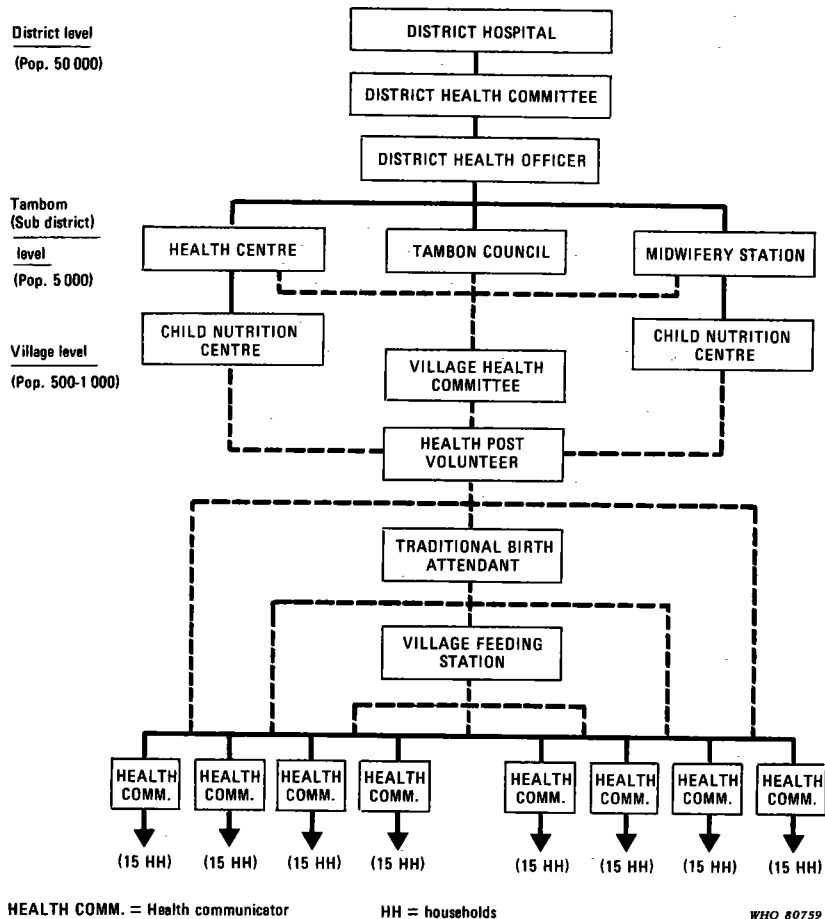 District level
(Pop. 50 000)
DISTRICT HOSPITAL
DISTRICT HEALTH COMMITTEE
DISTRICT HEALTH OFFICER
Tambom
(Sub district)
level
(Pop. 5 000)
HEALTH CENTRE
TAMBON COUNCIL
MIDWIFERY STATION
Village level
(Pop. 500-1 000)
CHILD NUTRITION
CENTRE
VILLAGE HEALTH
COMMITTEE
CHILD NUTRITION
CENTRE
HEALTH POST
VOLUNTEER
TRADITIONAL BIRTH
ATTENDANT
VILLAGE FEEDING
STATION
HEALTH
COMM.
HEALTH
COMM.
HEALTH
COMM.
HEALTH
COMM.
HEALTH
COMM.
HEALTH
COMM.
HEALTH
COMM.
HEALTH
COMM.
(15 HH)
(15 HH)
(15 HH)
(15 HH)
(15 HH)
(15 HH)
(15 HH)
(15 HH)
HEALTH COMM. = Health communicator
HH = households
WHO 80759